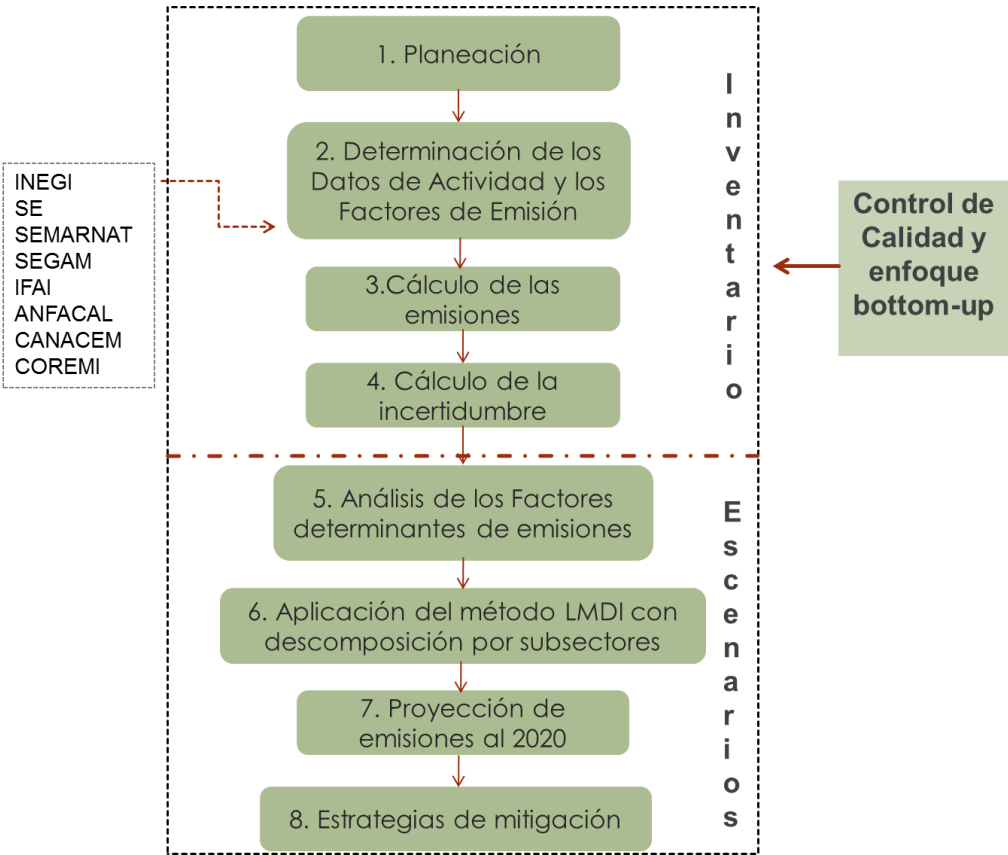 1. Planeación
2. Determinación de los
Datos de Actividad y los
Factores de Emisión
INEGI
SE
SEMARNAT
SEGAM
IFAI
ANFACAL
CANACEM
COREMI
3.Cálculo de las
emisiones
4. Cálculo de la
incertidumbre
Inventario
Control de
Calidad y
enfoque
bottom-up
5. Análisis de los Factores
determinantes de emisiones
6. Aplicación del método LMDI con
descomposición por subsectores
7. Proyección de
emisiones al 2020
8. Estrategias de mitigación
Escenarios